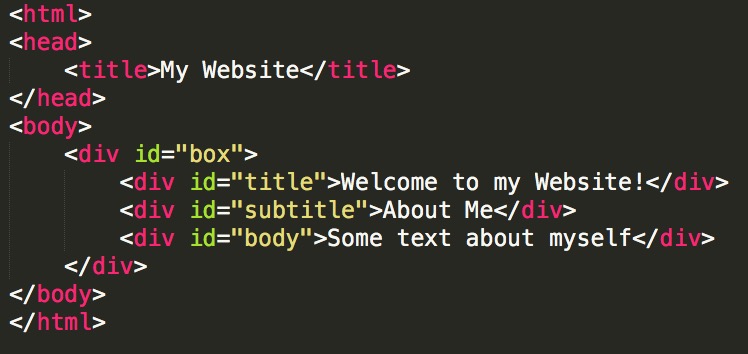 <html>
<head>
    <title>My Website</title>
</head>
<body>
    <div id="box">
        <div id="title">Welcome to my Website!</div>
        <div id="subtitle">About Me</div>
        <div id="body">Some text about myself</div>
    </div>
</body>
</html>